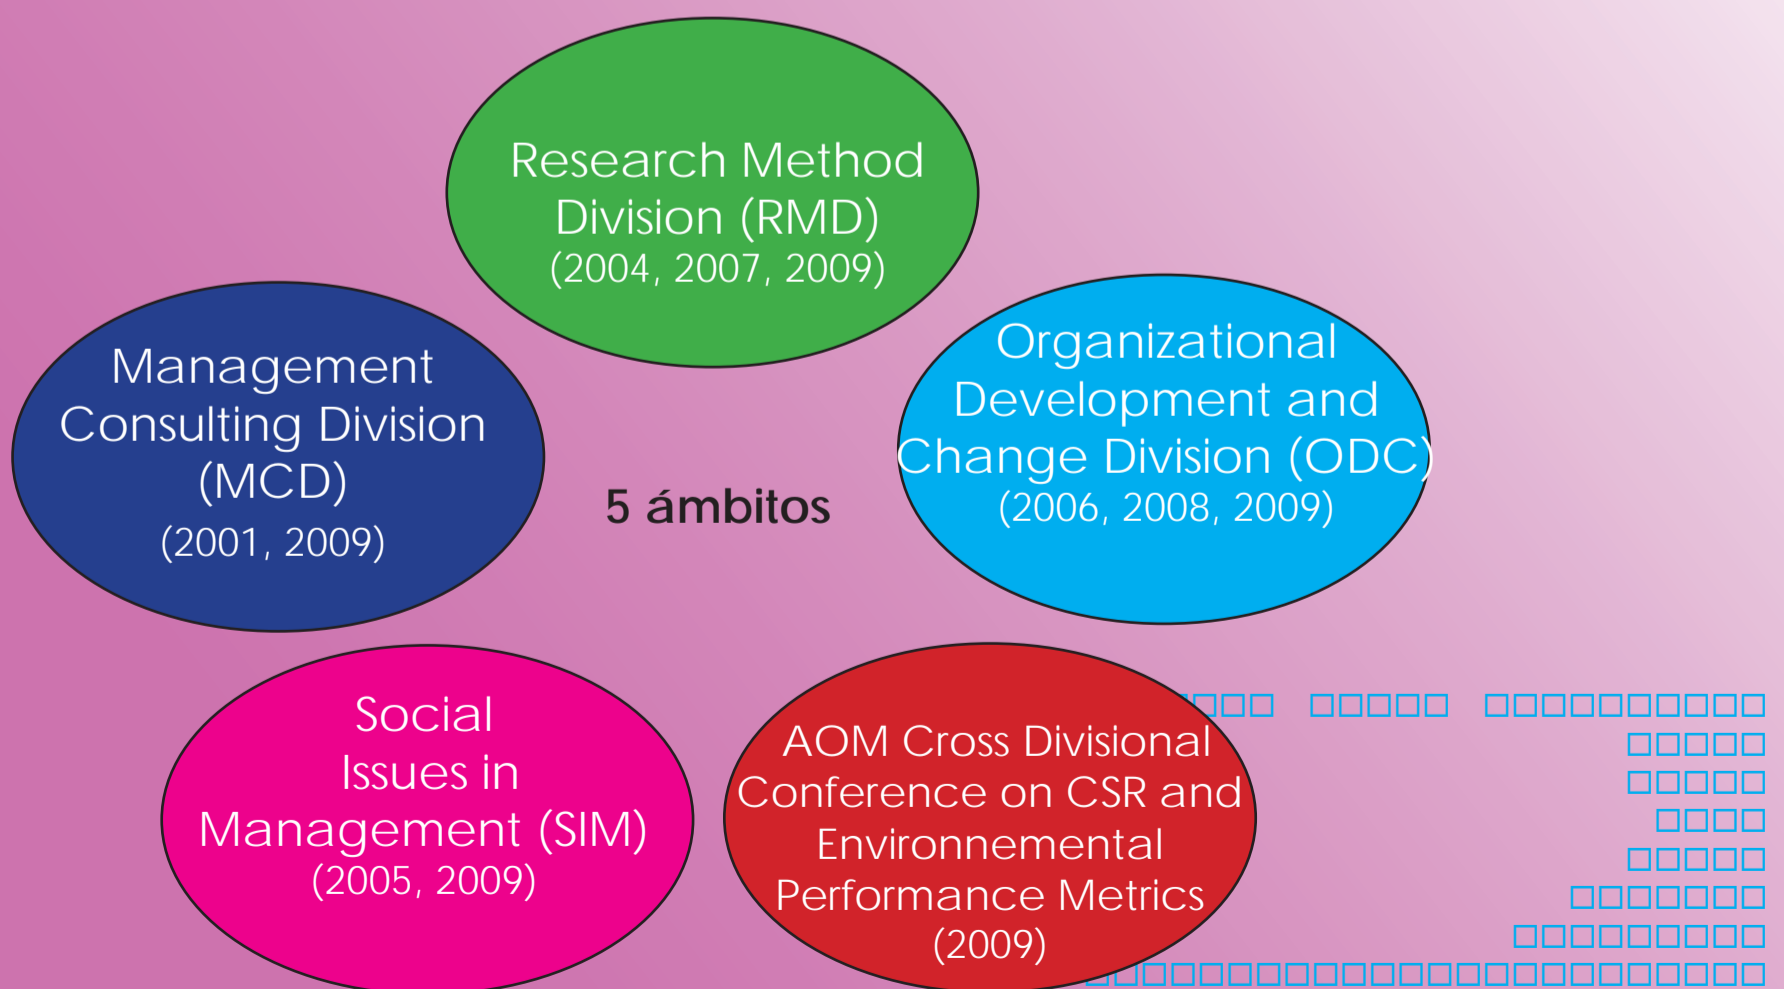 Research Method
Division (RMD)
(2004, 2007, 2009)
Management
Consulting Division
(MCD)
(2001, 2009)
Organizational
Development and
Change Division (ODC)
(2006, 2008, 2009)
5 ámbitos
Social
Issues in
Management (SIM)
(2005, 2009)
AOM Cross Divisional
Conference on CSR and
Environnemental
Performance Metrics
(2009)